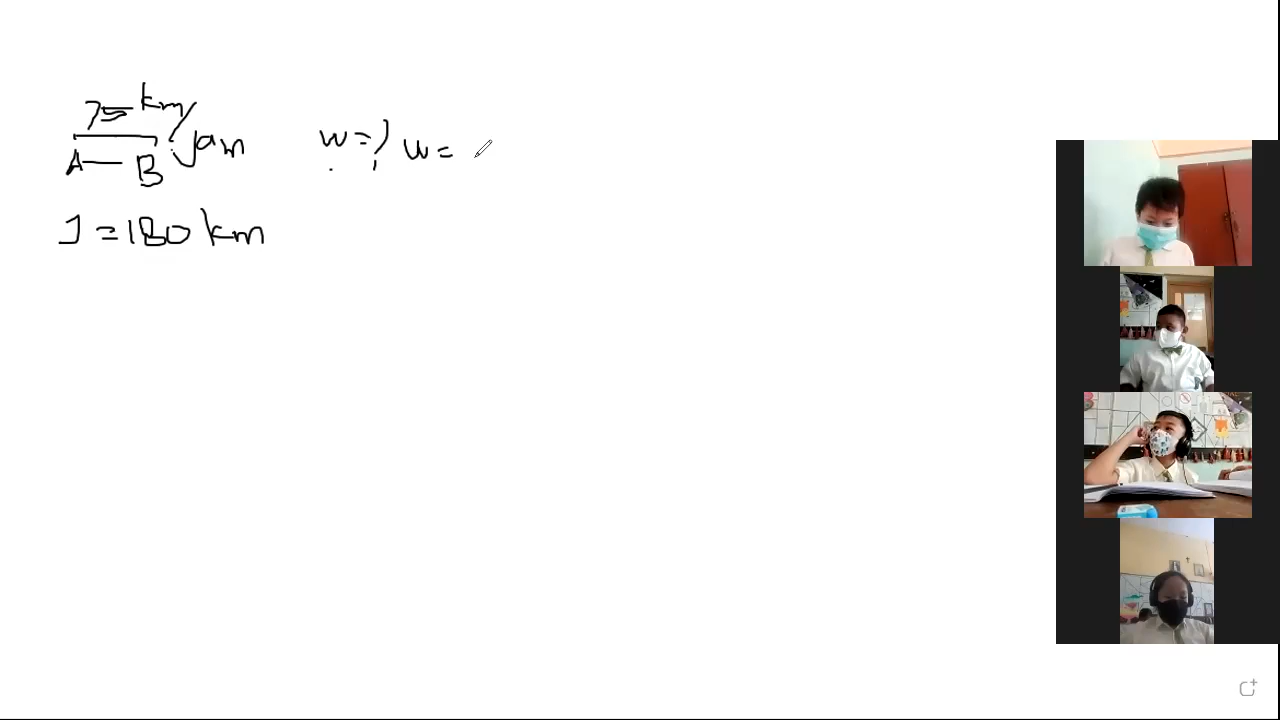 75 km/jam
A — B
w = ? w =
J = 180 km